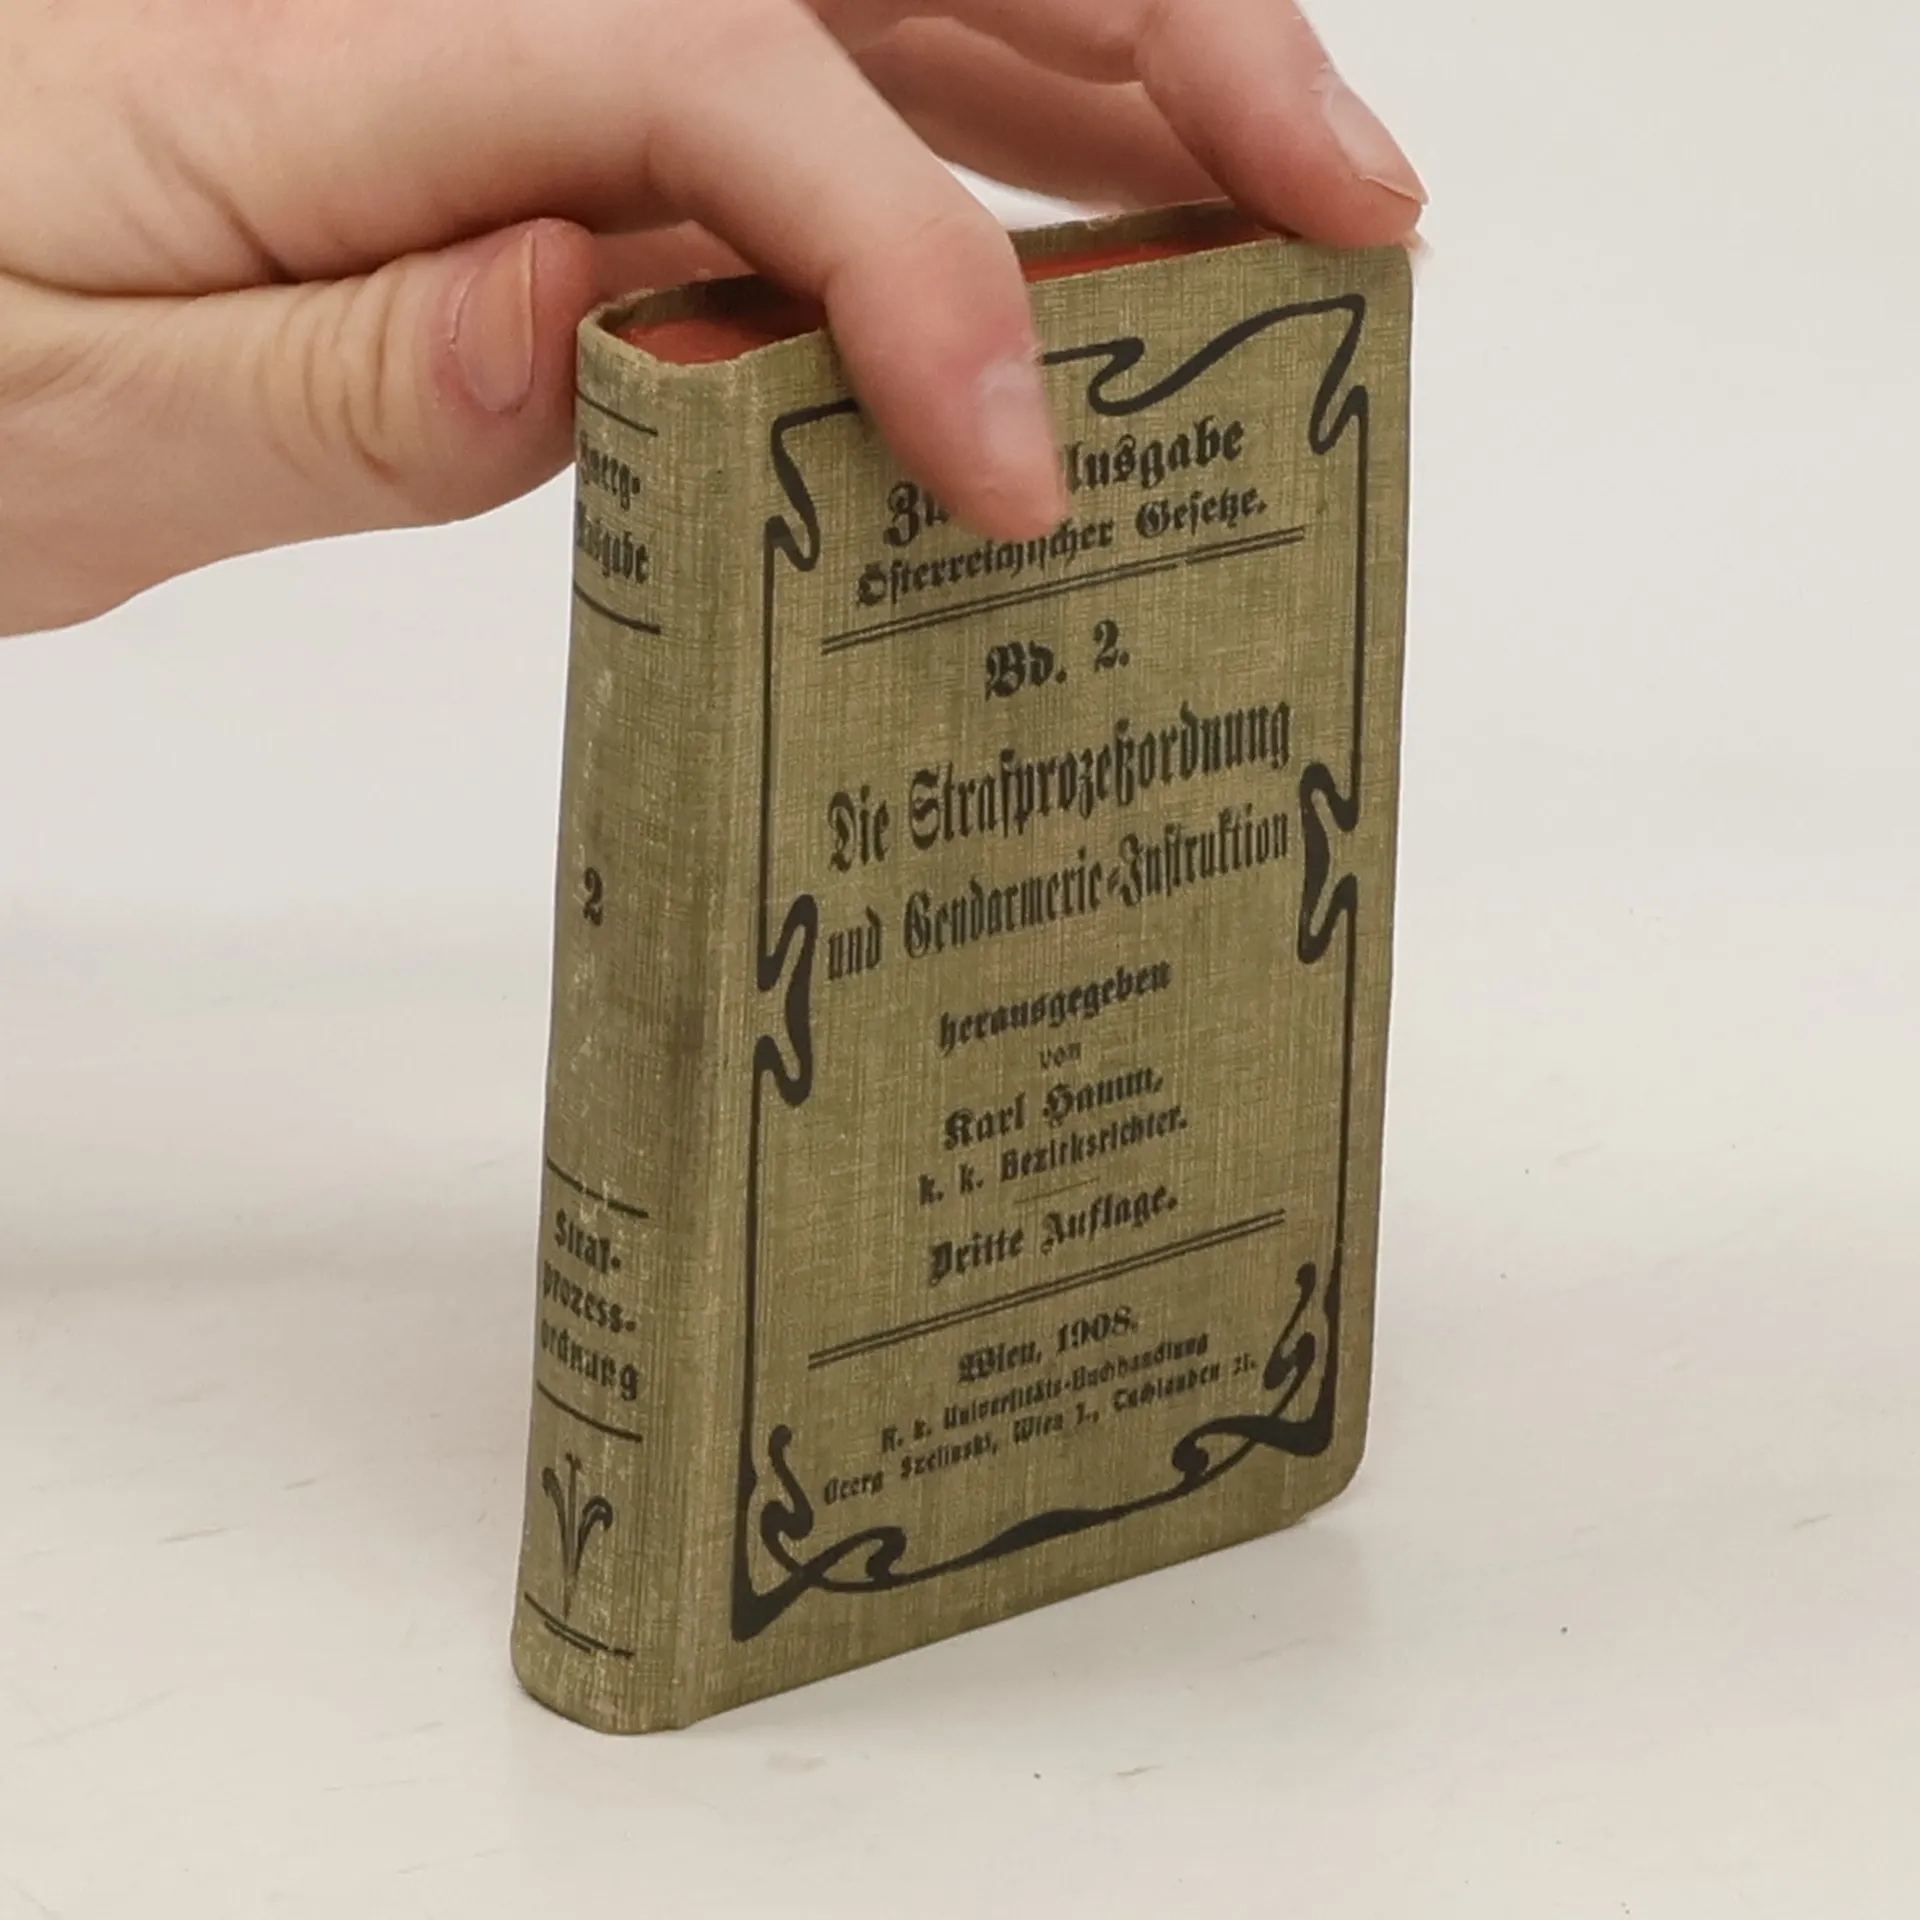 Zwerg-
Ausgabe
2
Straf-
prozess-
ordnung
Ausgabe
Österreichischer Gesetze.
Bd. 2.
Die Strafprozeßordnung
und Gendarmerie-Instruktion
herausgegeben
von
Karl Hamm,
k. k. Bezirksrichter.
Dritte Auflage.
Wien, 1908.
K. k. Universitäts-Buchhandlung
Georg Szelinski, Wien I., Tuchlauben 21.